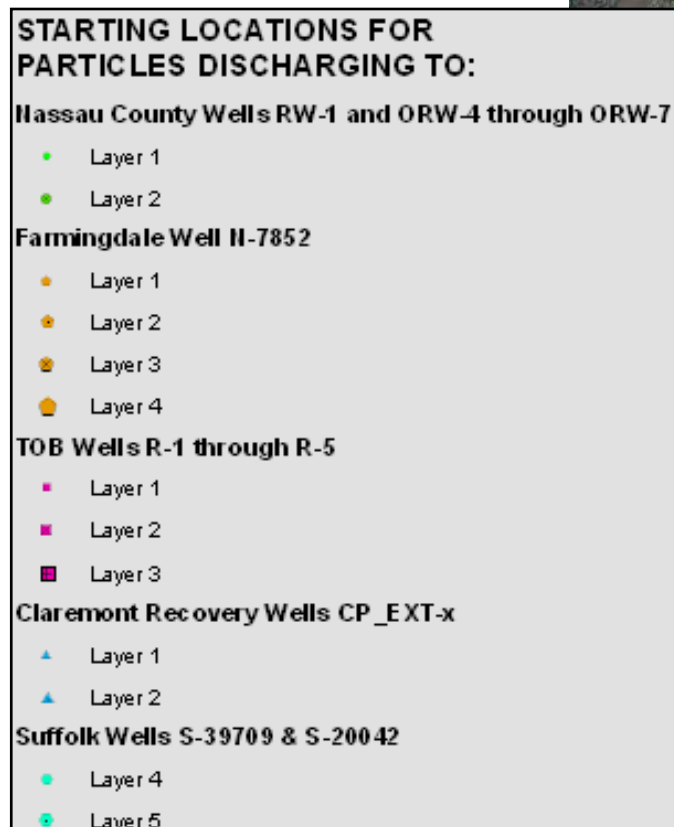 STARTING LOCATIONS FOR
PARTICLES DISCHARGING TO:
Nassau County Wells RW-1 and ORW-4 through ORW-7
Layer 1
Layer 2
Farmingdale Well N-7852
Layer 1
Layer 2
Layer 3
Layer 4
TOB Wells R-1 through R-5
Layer 1
Layer 2
Layer 3
Claremont Recovery Wells CP_EXT-x
Layer 1
Layer 2
Suffolk Wells S-39709 & S-20042
Layer 4
Layer 5